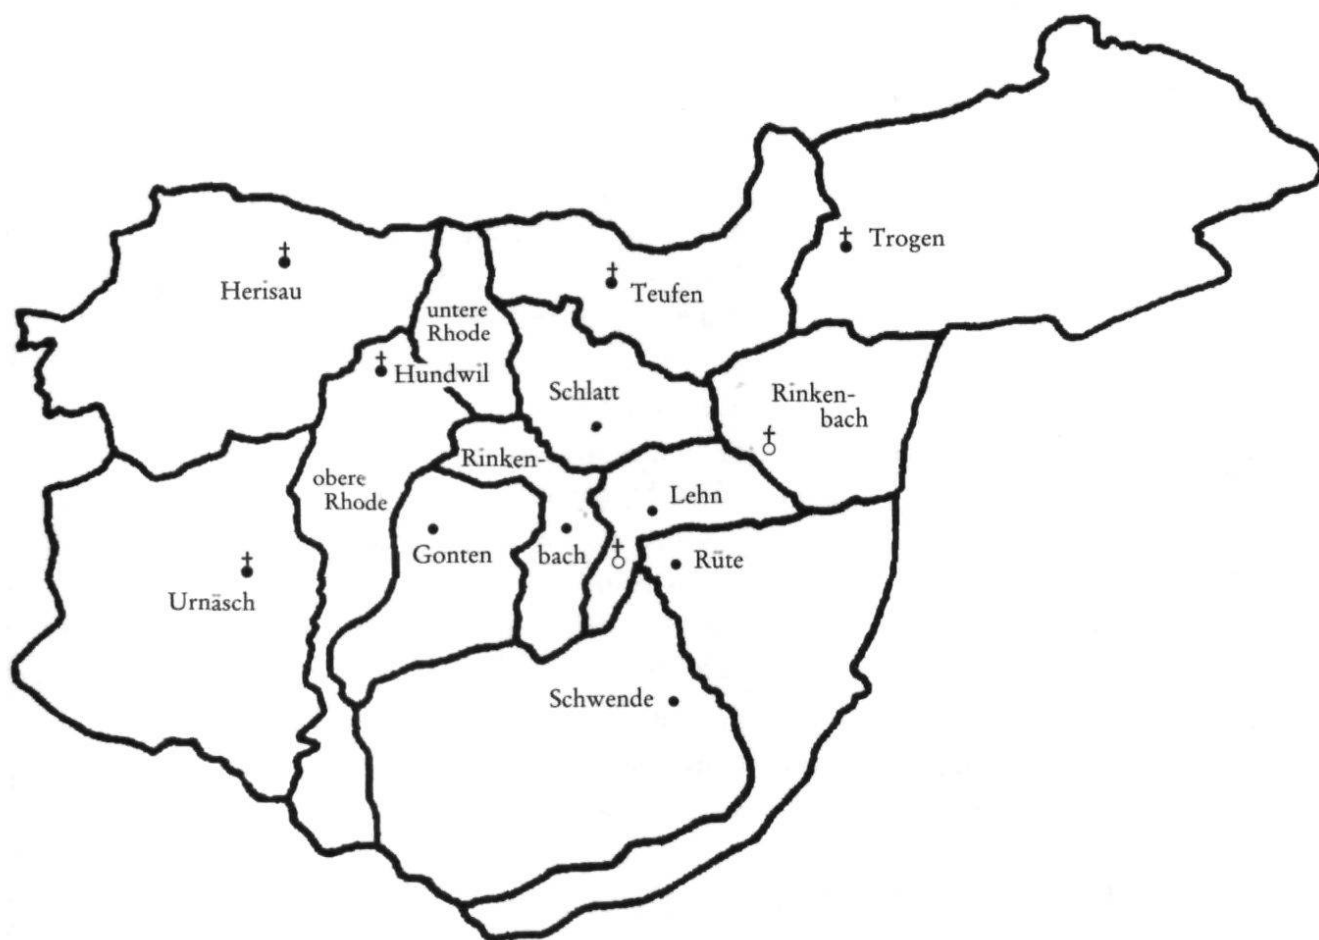 Trogen
Herisau
Teufen
untere
Rhode
Hundwil
Schlatt
Rinken-
bach
Rinken-
obere
Rhode
Lehn
Gonten
bach
Rüte
Urnäsch
Schwende